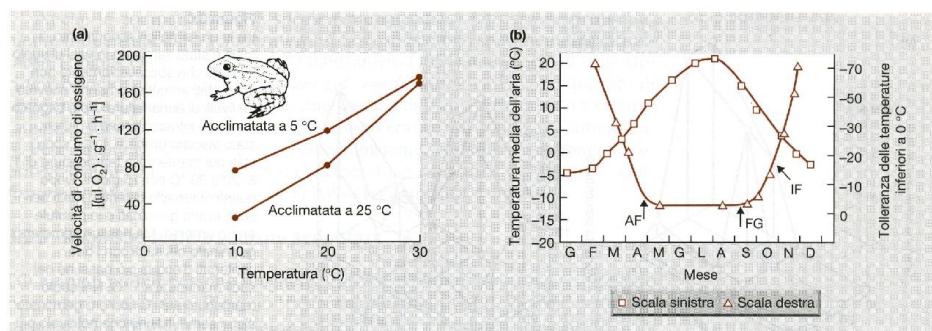 (a)
Velocità di consumo di ossigeno
[(µl O₂) · g⁻¹ · h⁻¹]
200
160
120
80
40
Acclimatata a 5 °C
Acclimatata a 25 °C
0
10
20
30
Temperatura (°C)
(b)
Temperatura media dell'aria (°C)
20
15
10
5
0
−5
−10
−15
−20
AF
FG
IF
−70
−50
−30
−20
−10
0
Tolleranza delle temperature
inferiori a 0 °C
G F M A M G L A S O N D
Mese
Scala sinistra Scala destra